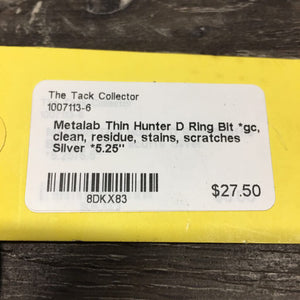 The Tack Collector
1007113-6
Metalab Thin Hunter D Ring Bit *gc,
clean, residue, stains, scratches
Silver *5.25"
$27.50
8DKX83